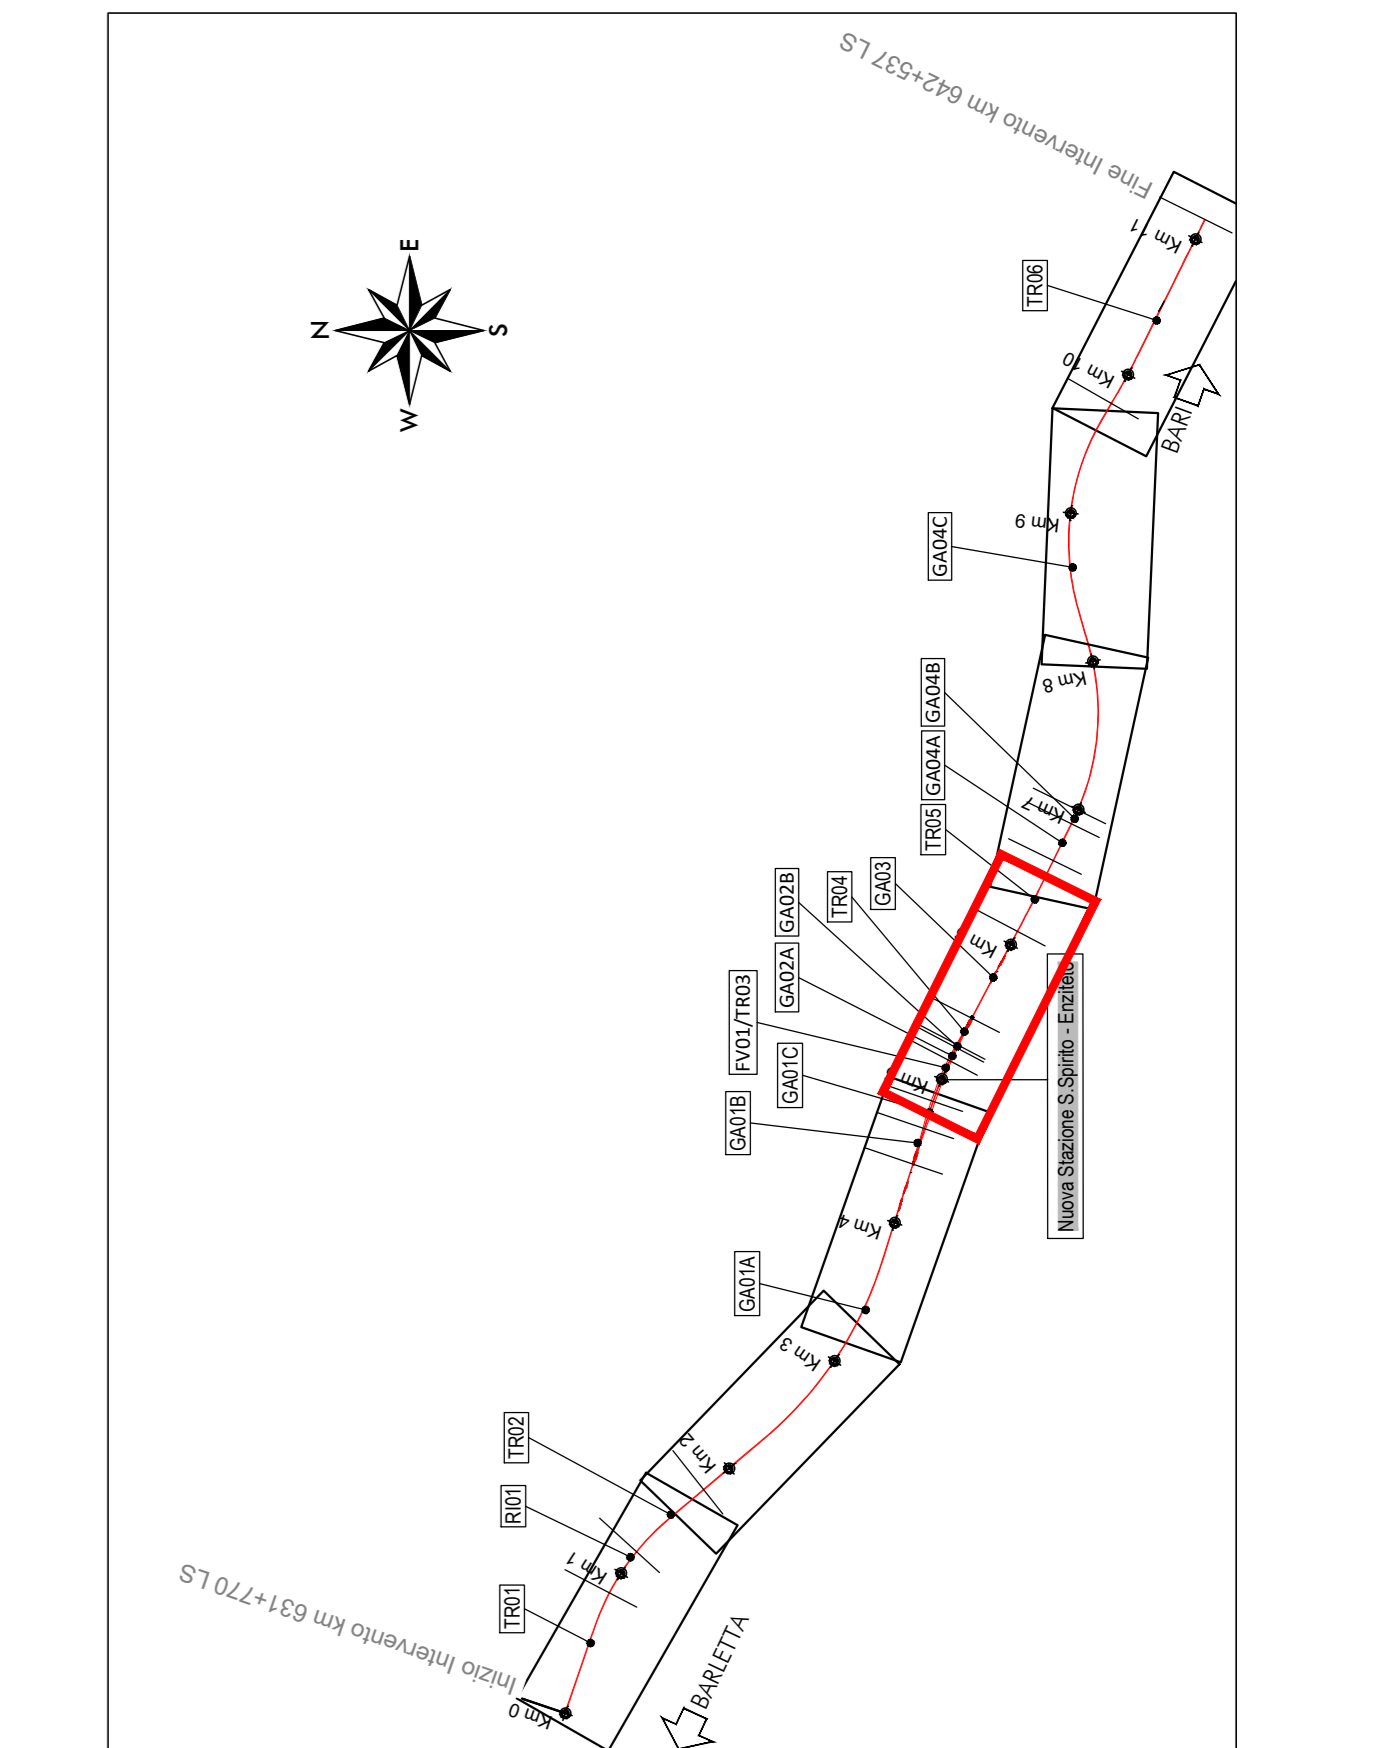 Fine Intervento km 642+537 LS
E
N
S
W
Km 11
TR06
Km 10
BARI
Km 9
GA04C
Km 8
GA04B
GA04A
TR05
Km 7
GA03
TR04
GA02B
GA02A
FV01/TR03
GA01C
GA01B
Km
Km
Nuova Stazione S.Spirito - Enziteto
Km 4
GA01A
Km 3
TR02
Km 2
RI01
Km 1
TR01
Inizio Intervento km 631+770 LS
Km 0
BARLETTA